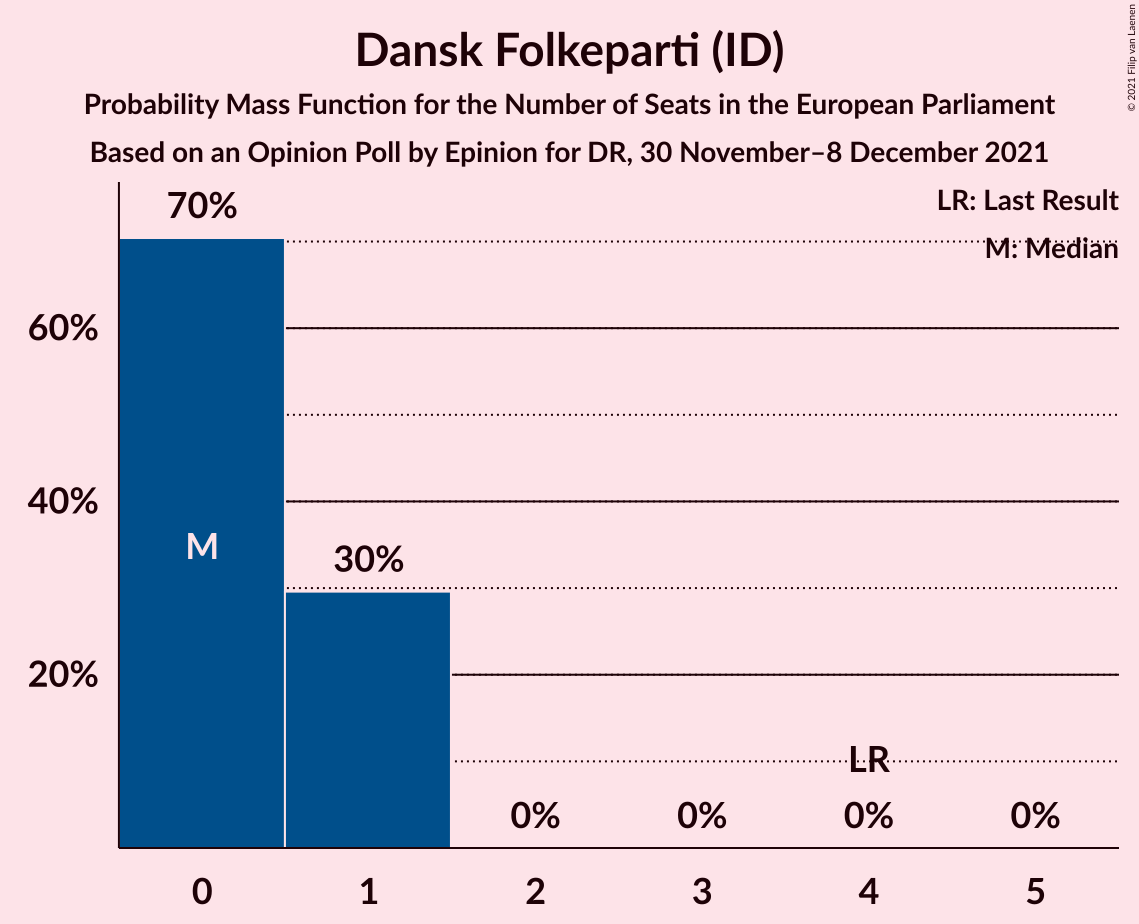 Dansk Folkeparti (ID)
Probability Mass Function for the Number of Seats in the European Parliament
Based on an Opinion Poll by Epinion for DR, 30 November–8 December 2021
© 2021 Filip van Laenen
LR: Last Result
M: Median
70%
60%
40%
20%
M
30%
LR
0%
0%
0%
0%
0
1
2
3
4
5